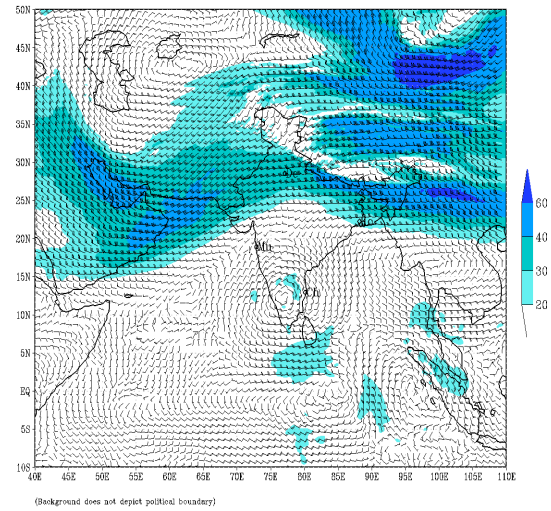 50N
45N
40N
35N
30N
25N
20N
15N
10N
5N
EQ
5S
10S
40E 45E 50E 55E 60E 65E 70E 75E 80E 85E 90E 95E 100E 105E 110E
60
40
30
20
Mu
Ch
(Background does not depict political boundary)